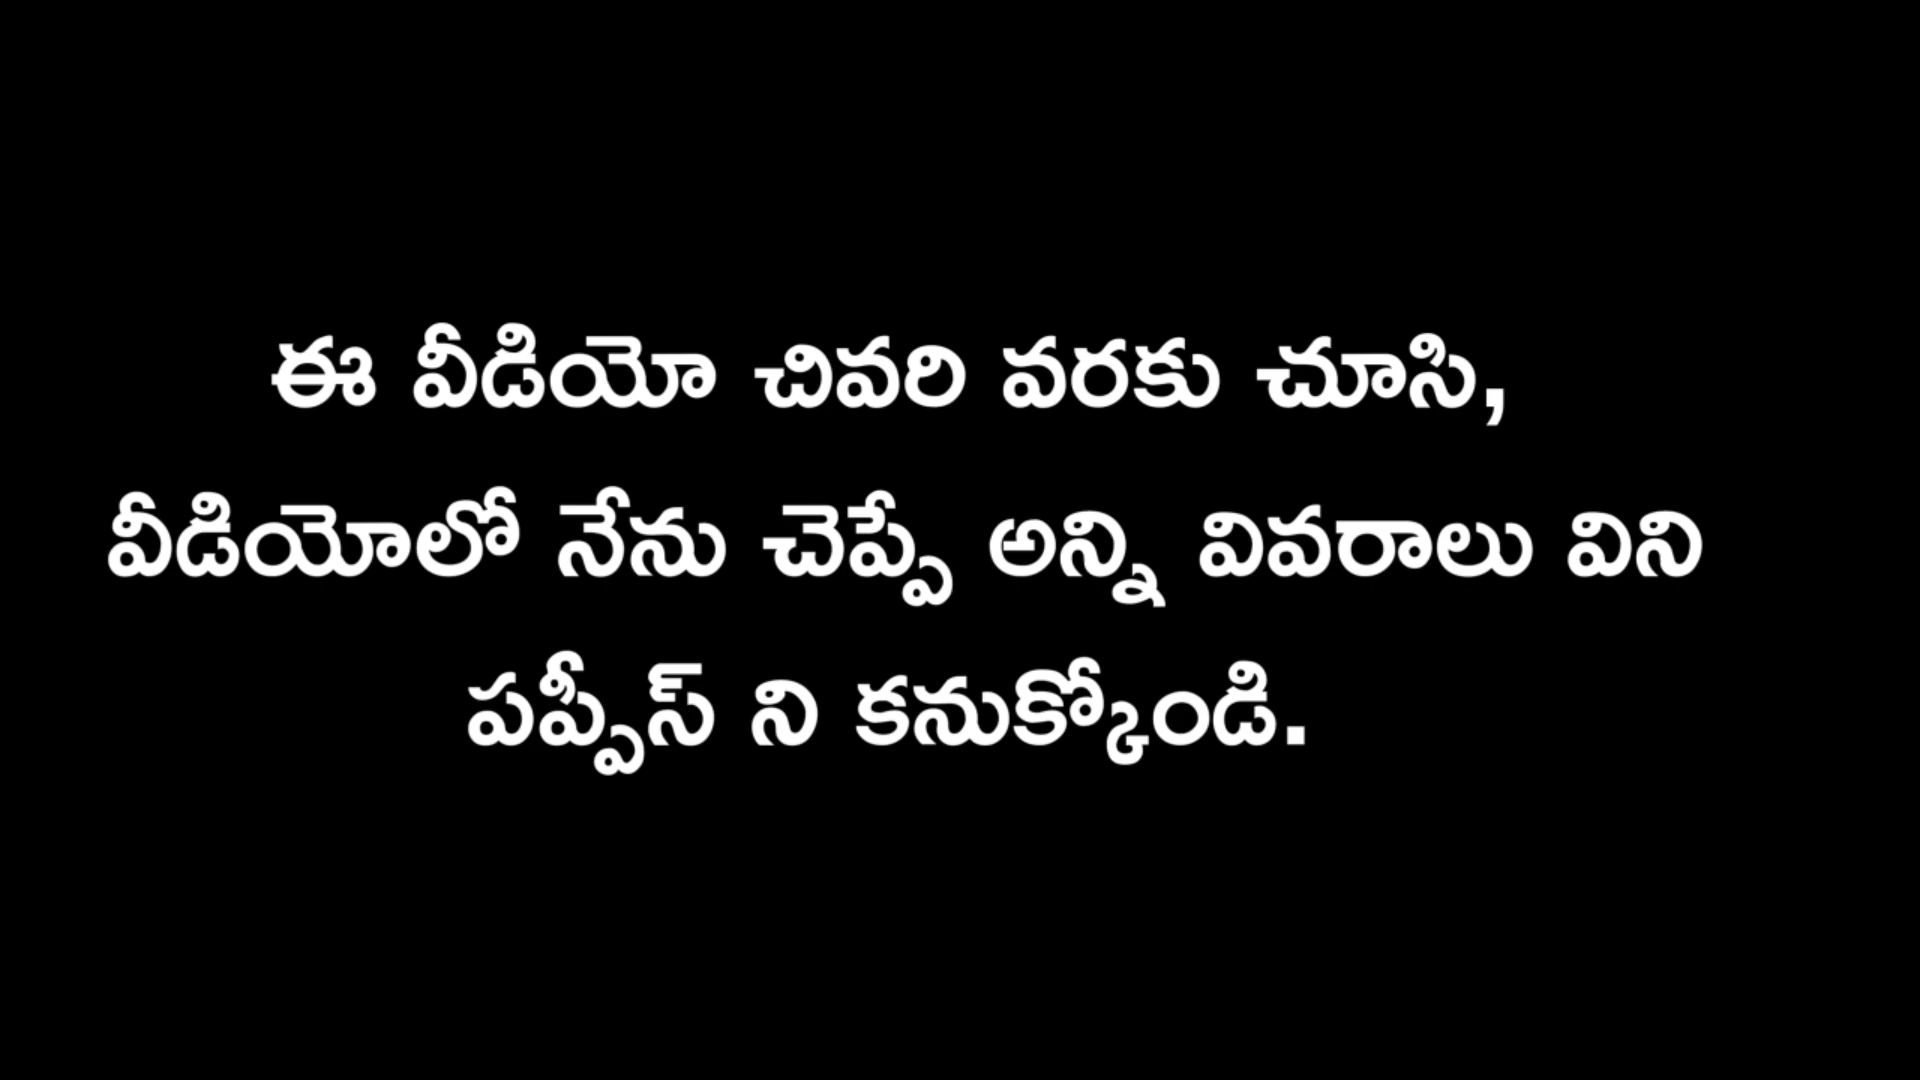 ఈ వీడియో చివరి వరకు చూసి,
వీడియోలో నేను చెప్పే అన్ని వివరాలు విని
పప్పీస్ ని కనుక్కోండి.